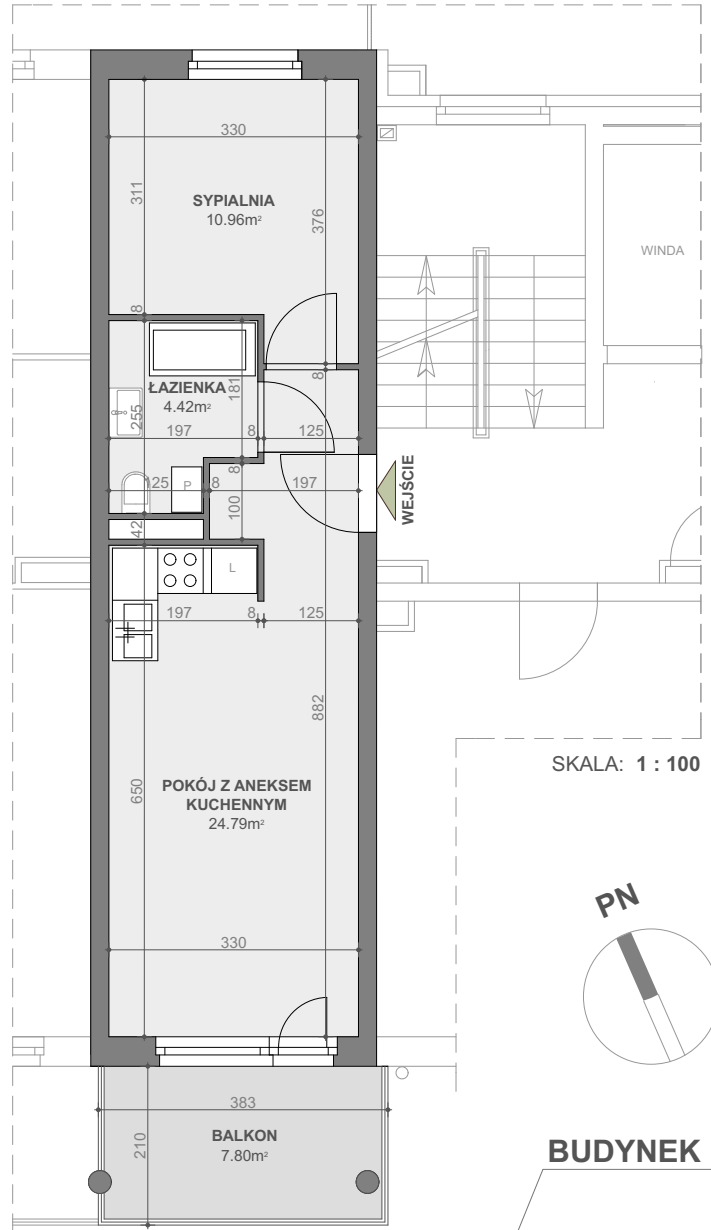 330
311
SYPIALNIA
10.96m²
376
WINDA
8
8
ŁAZIENKA
4.42m²
181
255
197
8
125
8
125
P
8
197
WEJŚCIE
100
42
L
197
8
125
882
SKALA: 1 : 100
650
POKÓJ Z ANEKSEM
KUCHENNYM
24.79m²
PN
330
383
BALKON
7.80m²
210
BUDYNEK